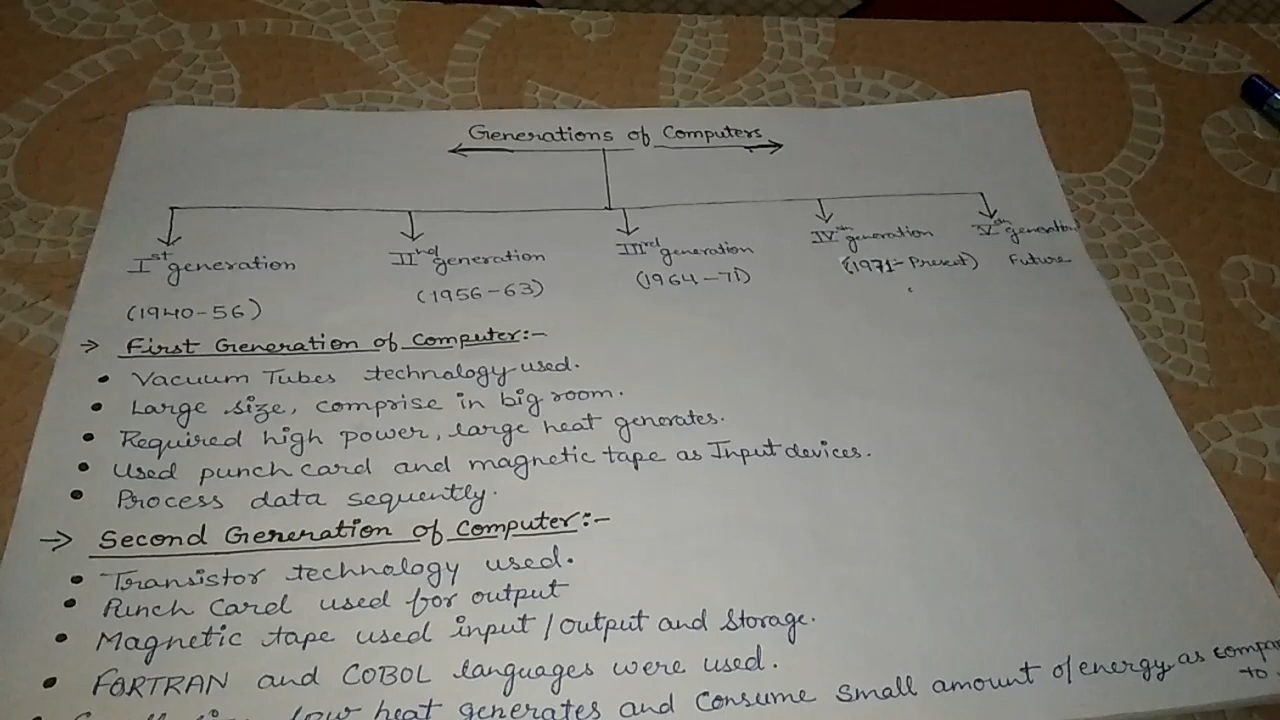 Generations of Computers
Ist generation
IInd generation
IIIrd generation
IVth generation
Vth generation
(1940-56)
(1956-63)
(1964-71)
(1971-Present)
Future
→ First Generation of Computer:-
• Vacuum Tubes technology used.
• Large size, comprise in big room.
• Required high power, large heat generates.
• Used punch card and magnetic tape as Input devices.
• Process data sequently.
→ Second Generation of Computer:-
• Transistor technology used.
• Punch Card used for output
• Magnetic tape used input/output and Storage.
• FORTRAN and COBOL languages were used.
low heat generates and consume small amount of energy as
to